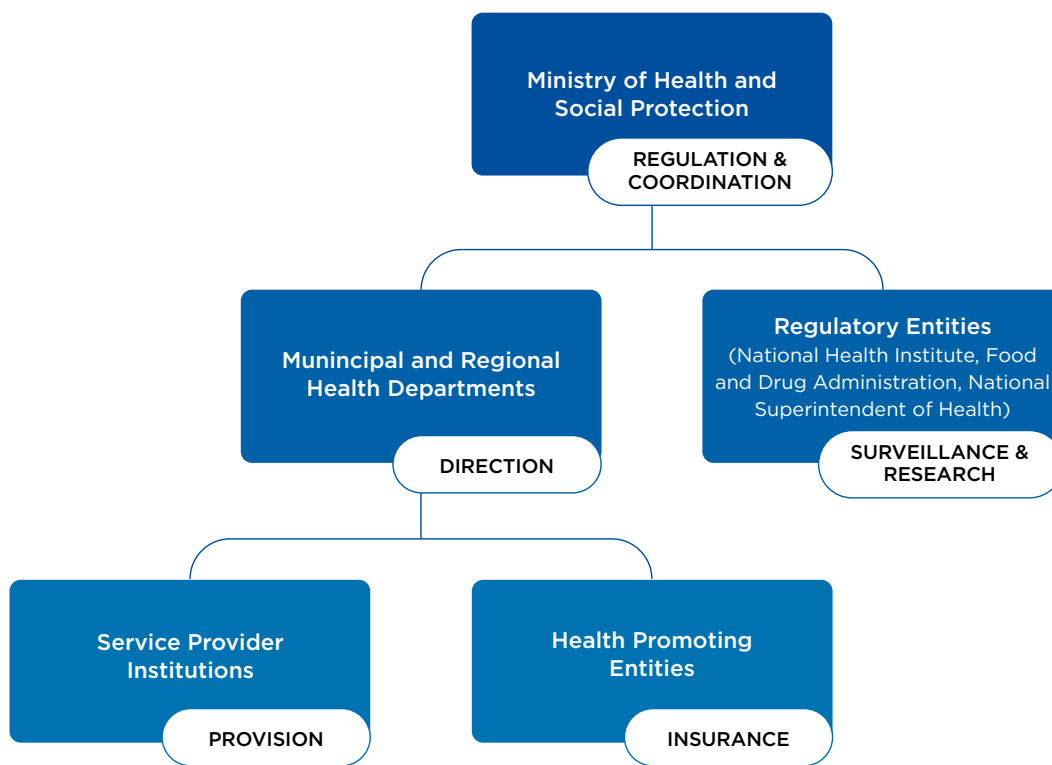 Ministry of Health and
Social Protection
REGULATION &
COORDINATION
Munincipal and Regional
Health Departments
DIRECTION
Regulatory Entities
(National Health Institute, Food
and Drug Administration, National
Superintendent of Health)
SURVEILLANCE &
RESEARCH
Service Provider
Institutions
PROVISION
Health Promoting
Entities
INSURANCE